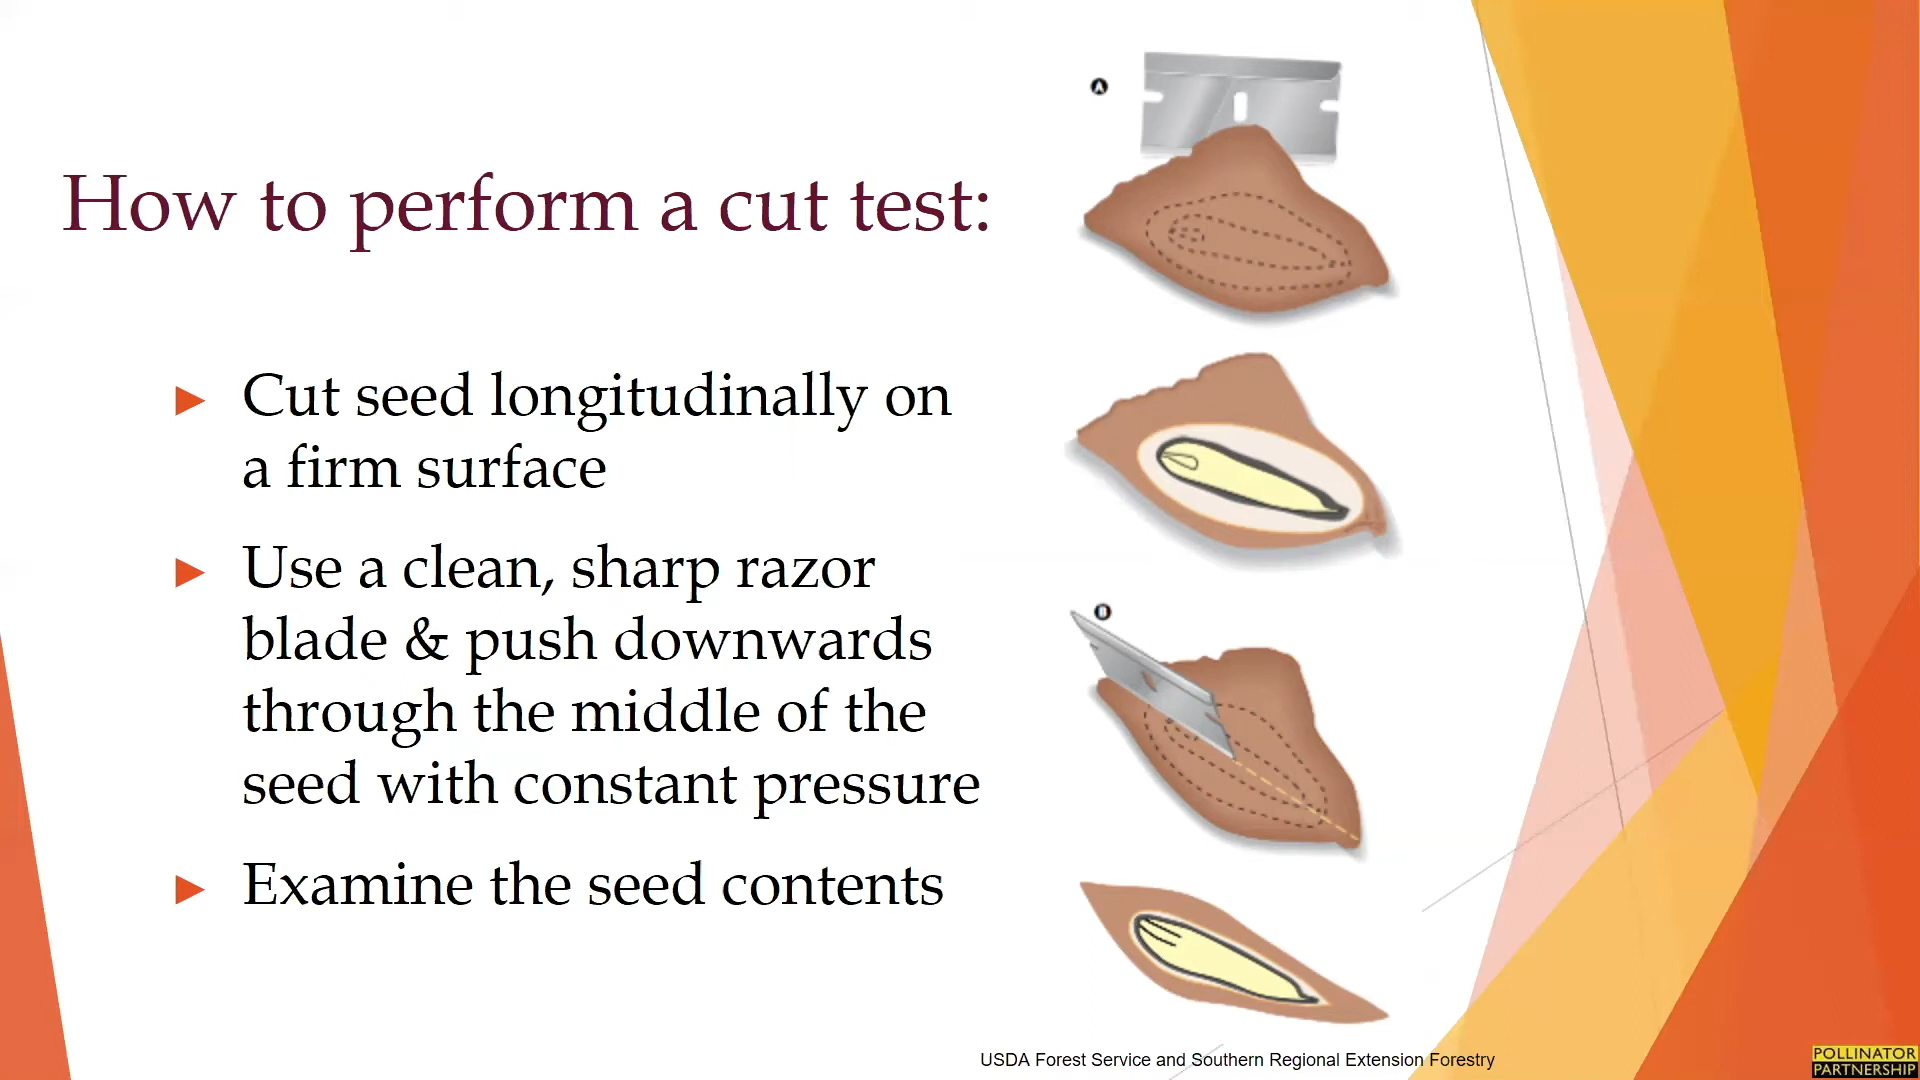 How to perform a cut test:
► Cut seed longitudinally on
a firm surface
► Use a clean, sharp razor
blade & push downwards
through the middle of the
seed with constant pressure
► Examine the seed contents
A
B
USDA Forest Service and Southern Regional Extension Forestry
POLLINATOR
PARTNERSHIP